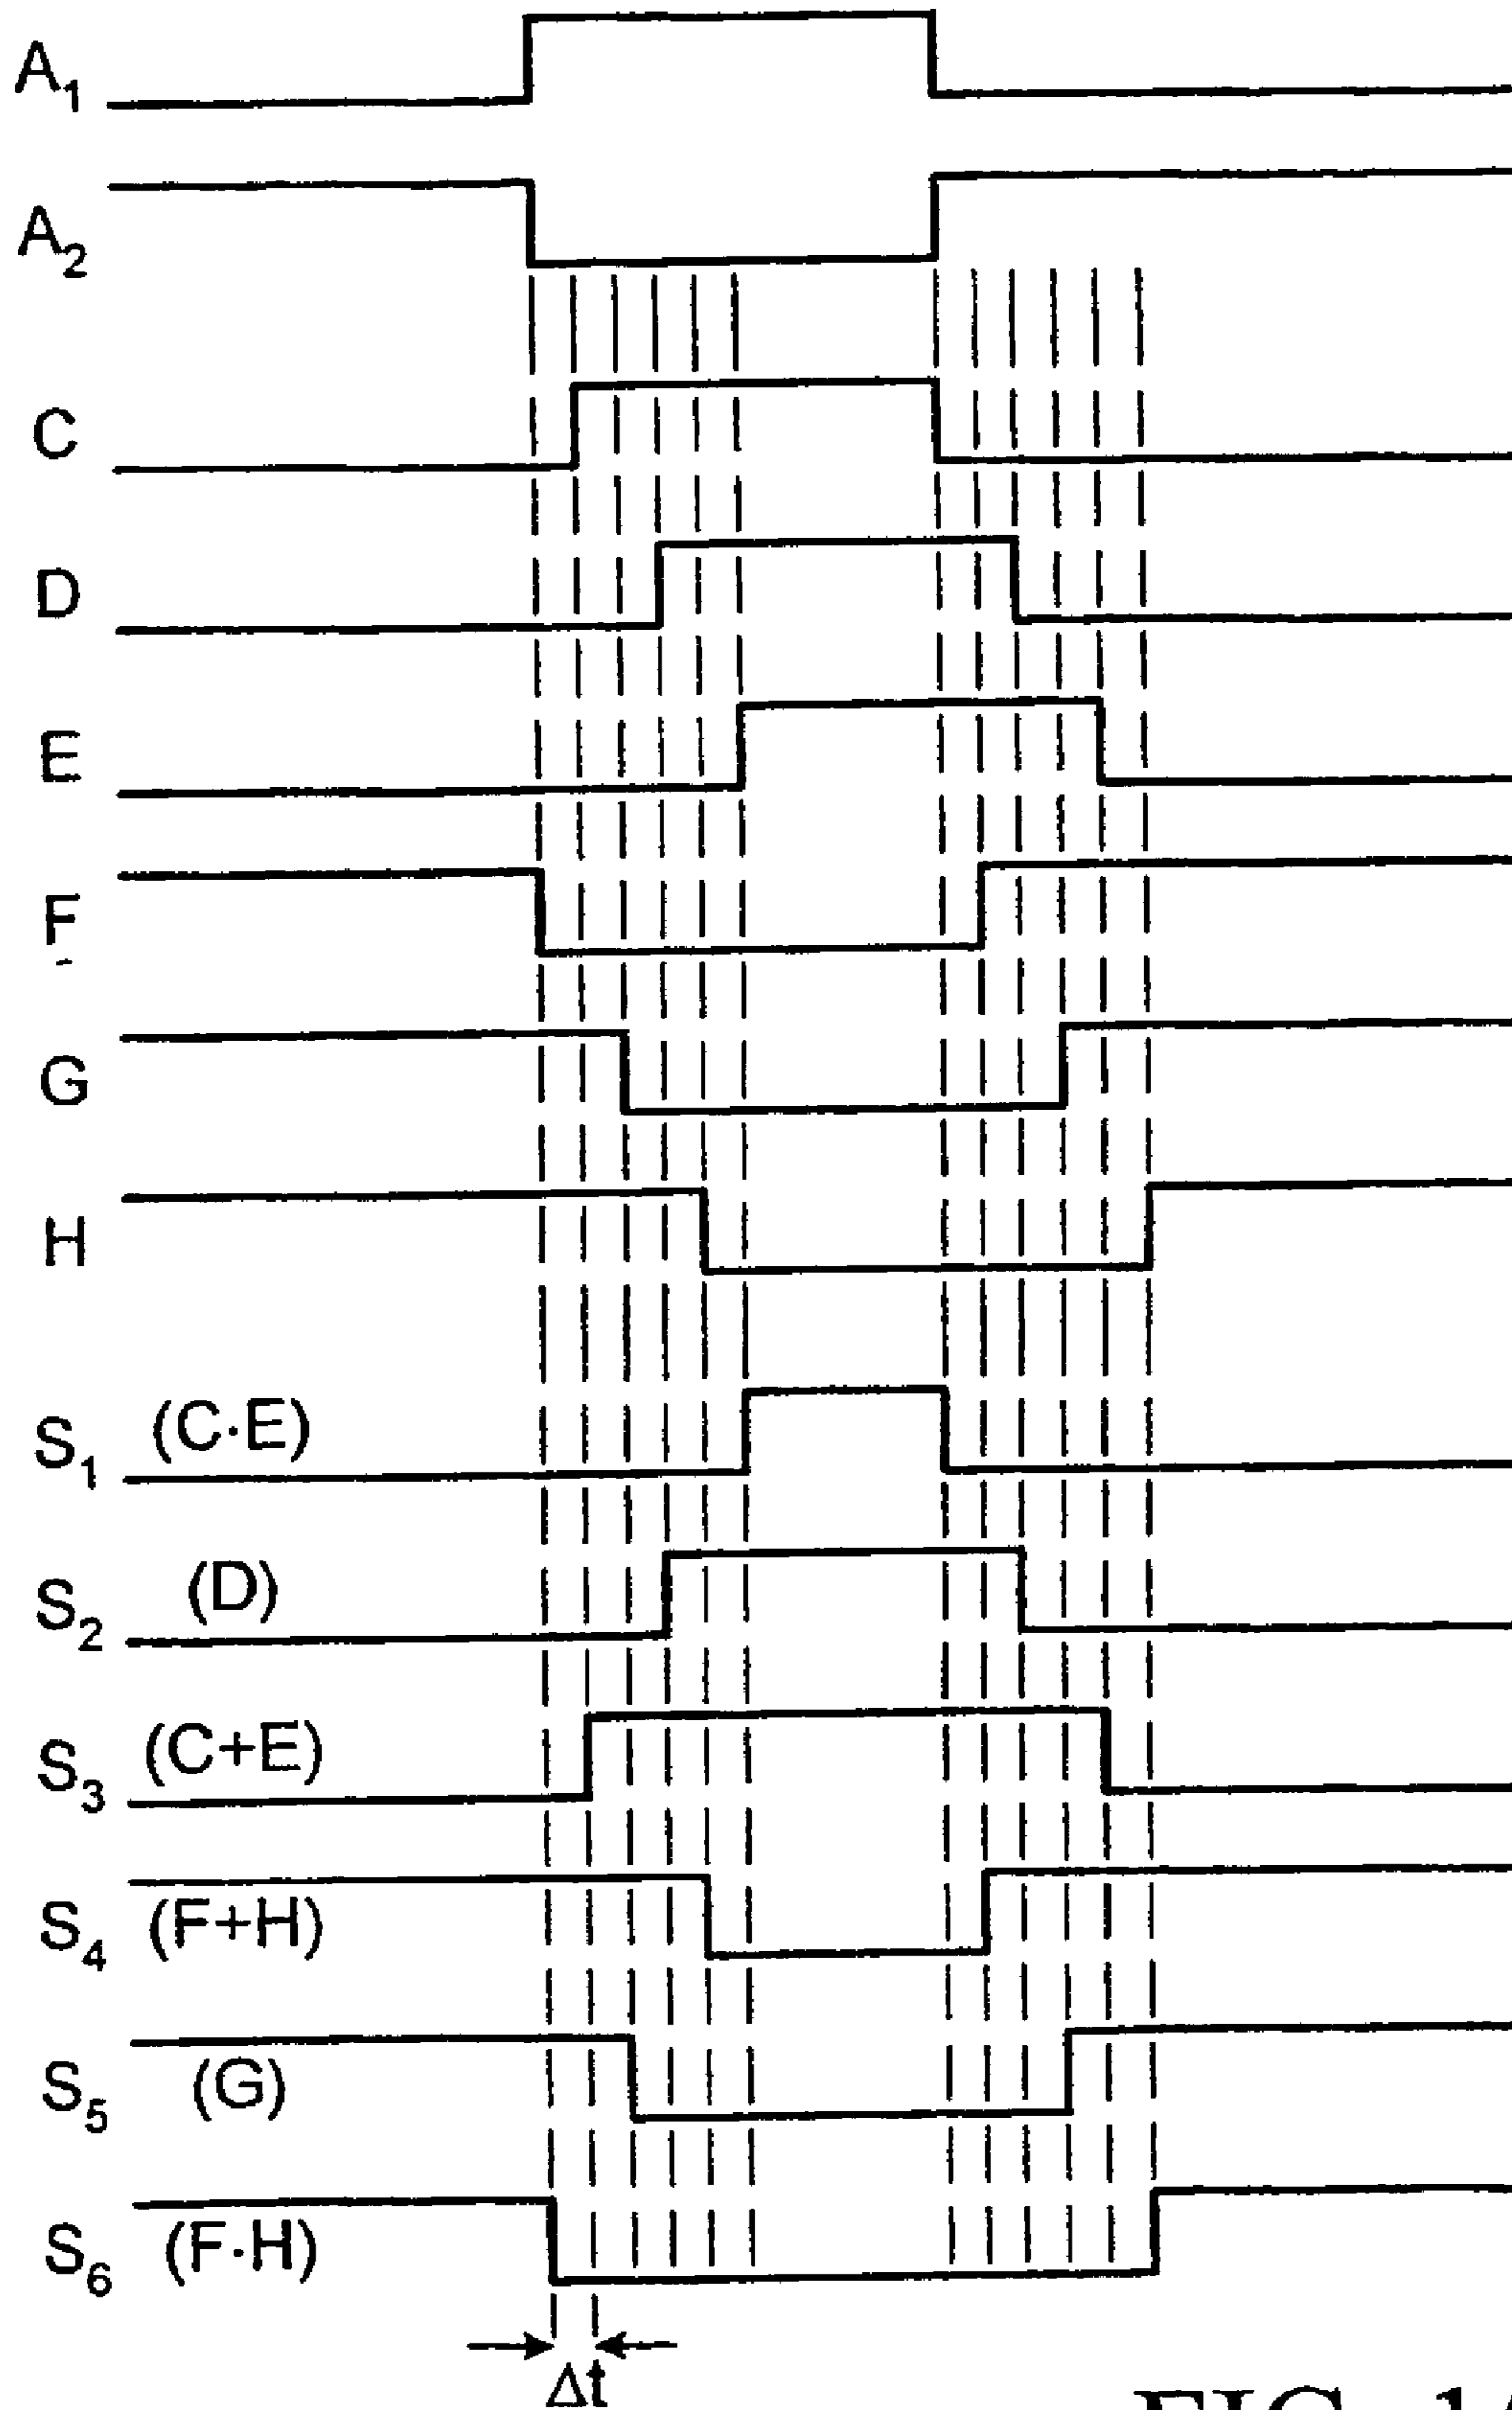 A1
A2
C
D
E
F
G
H
S1 (C·E)
S2 (D)
S3 (C+E)
S4 (F+H)
S5 (G)
S6 (F·H)
Δt